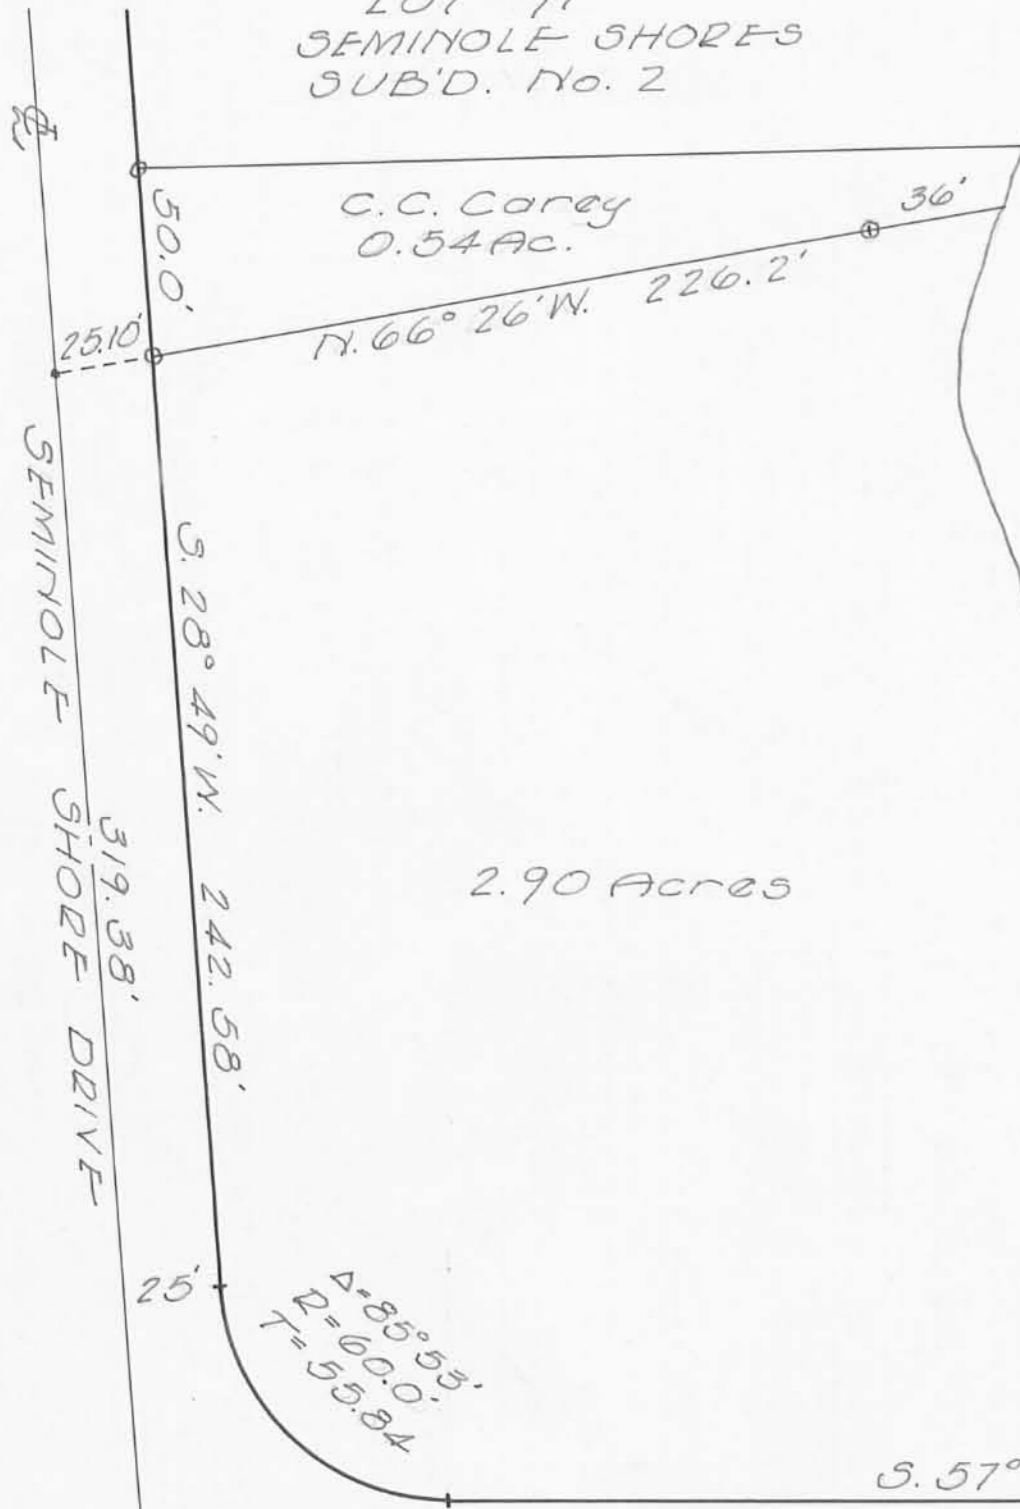 LOT
SEMINOLE SHORES
SUB'D. No. 2
℄
50.0'
C.C. Carey
0.54 Ac.
36'
25.10'
N. 66° 26' W. 226.2'
S. 28° 49' W. 242.58'
SEMINOLE SHORE DRIVE
319.38'
2.90 Acres
25'
Δ=85°53'
R=60.0'
T=55.84
S. 57°